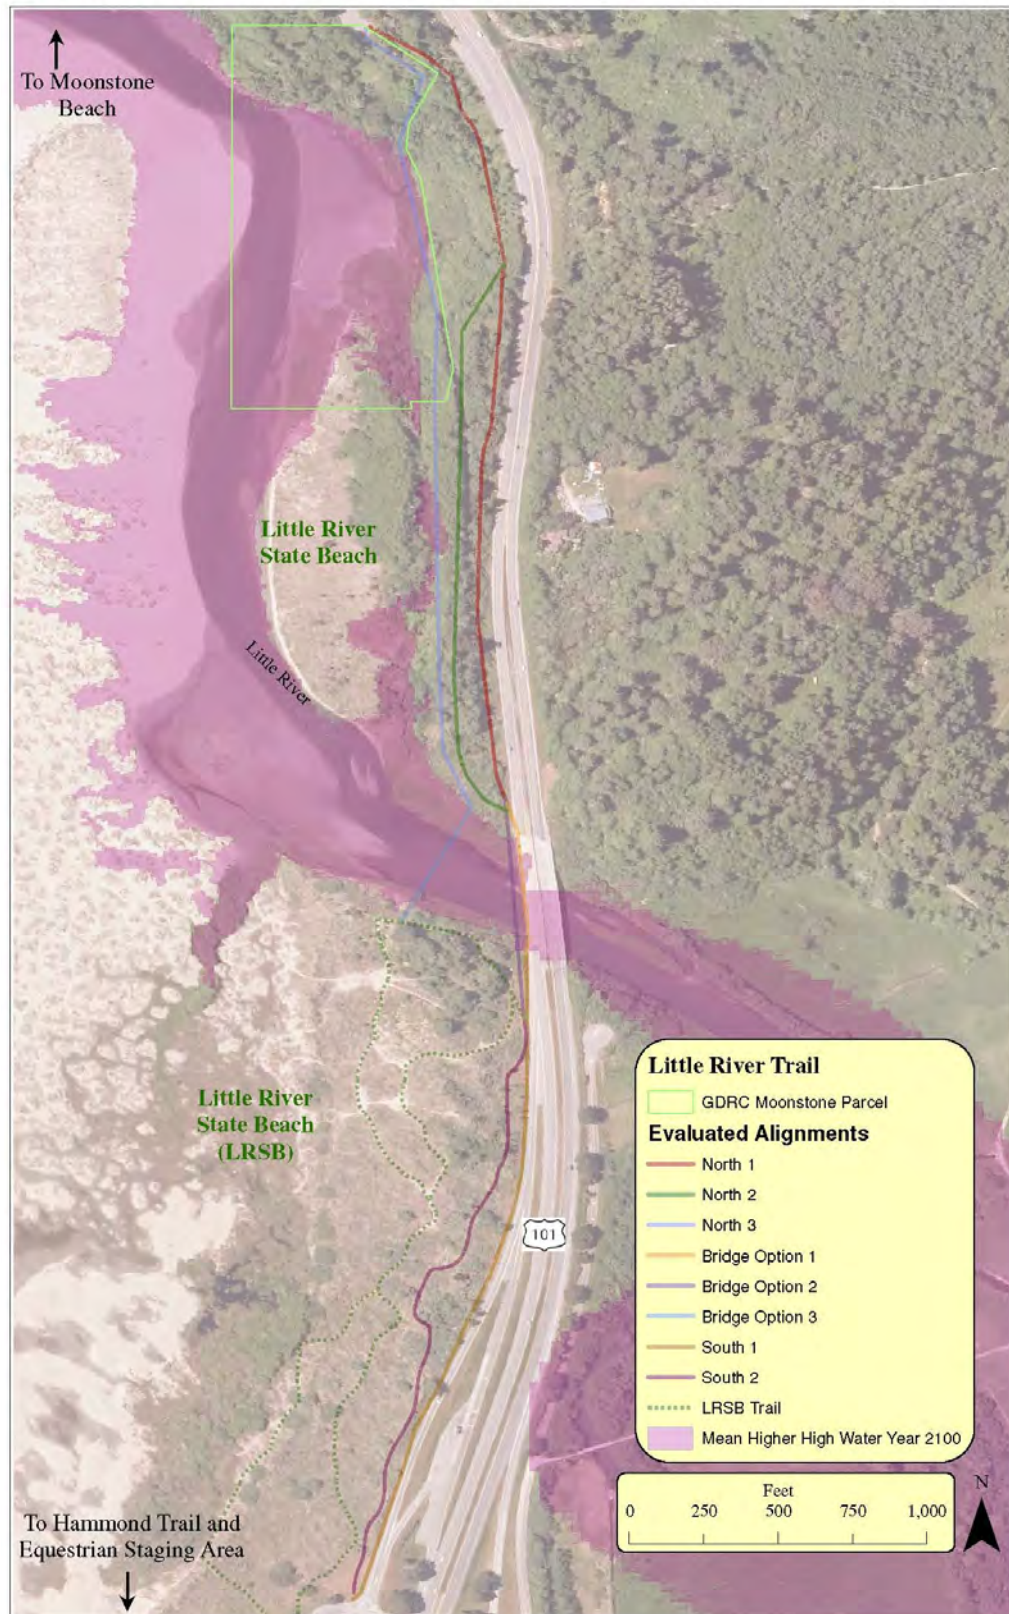 To Moonstone
Beach
Little River
State Beach
Little River
Little River
State Beach
(LRSB)
101
To Hammond Trail and
Equestrian Staging Area
Little River Trail
GDRC Moonstone Parcel
Evaluated Alignments
North 1
North 2
North 3
Bridge Option 1
Bridge Option 2
Bridge Option 3
South 1
South 2
LRSB Trail
Mean Higher High Water Year 2100
Feet
0 250 500 750 1,000
N